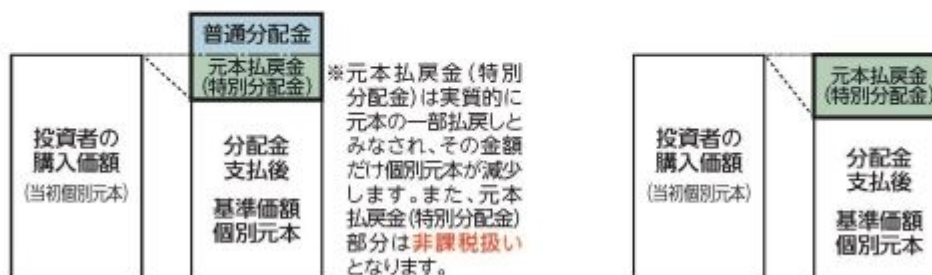 普通分配金
元本払戻金
(特別分配金)
投資者の
購入価額
(当初個別元本)
分配金
支払後
基準価額
個別元本
※元本払戻金(特別
分配金)は実質的に
元本の一部払戻しと
みなされ、その金額
だけ個別元本が減少
します。また、元本
払戻金(特別分配金)
部分は非課税扱い
となります。
投資者の
購入価額
(当初個別元本)
元本払戻金
(特別分配金)
分配金
支払後
基準価額
個別元本